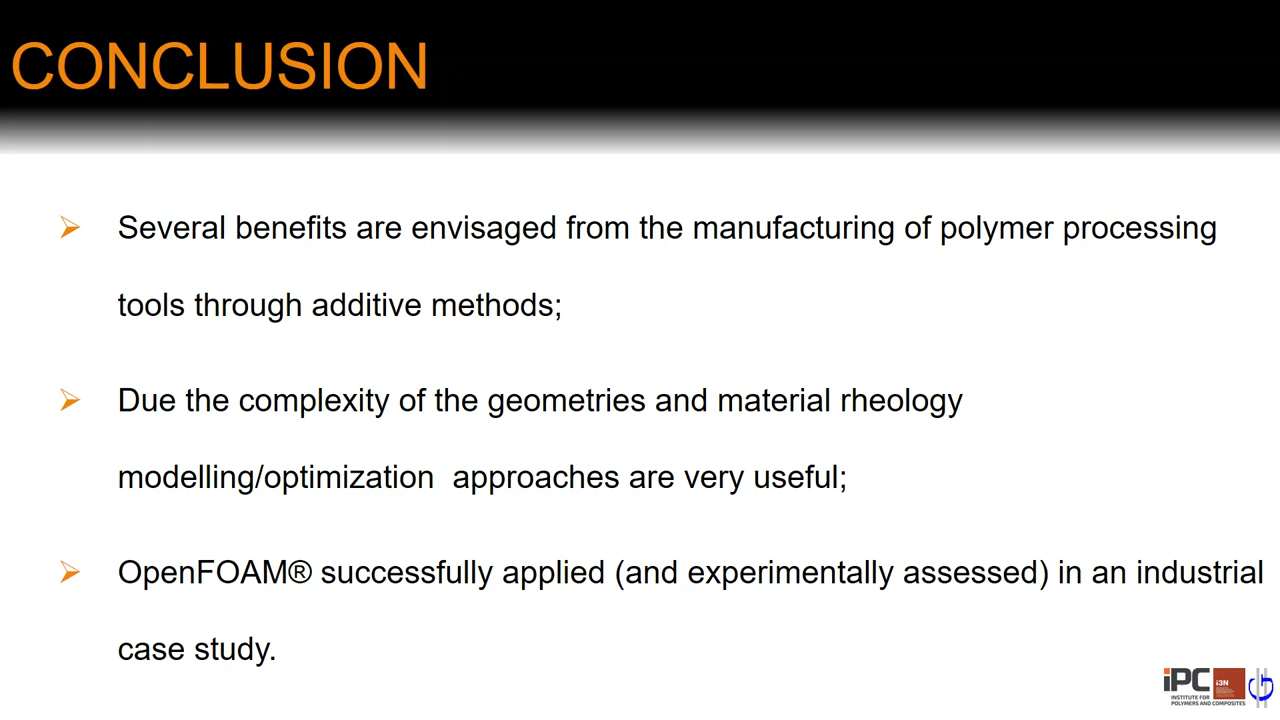 CONCLUSION
Several benefits are envisaged from the manufacturing of polymer processing
tools through additive methods;
Due the complexity of the geometries and material rheology
modelling/optimization  approaches are very useful;
OpenFOAM® successfully applied (and experimentally assessed) in an industrial
case study.
iPC
INSTITUTE FOR
POLYMERS AND COMPOSITES
i3N